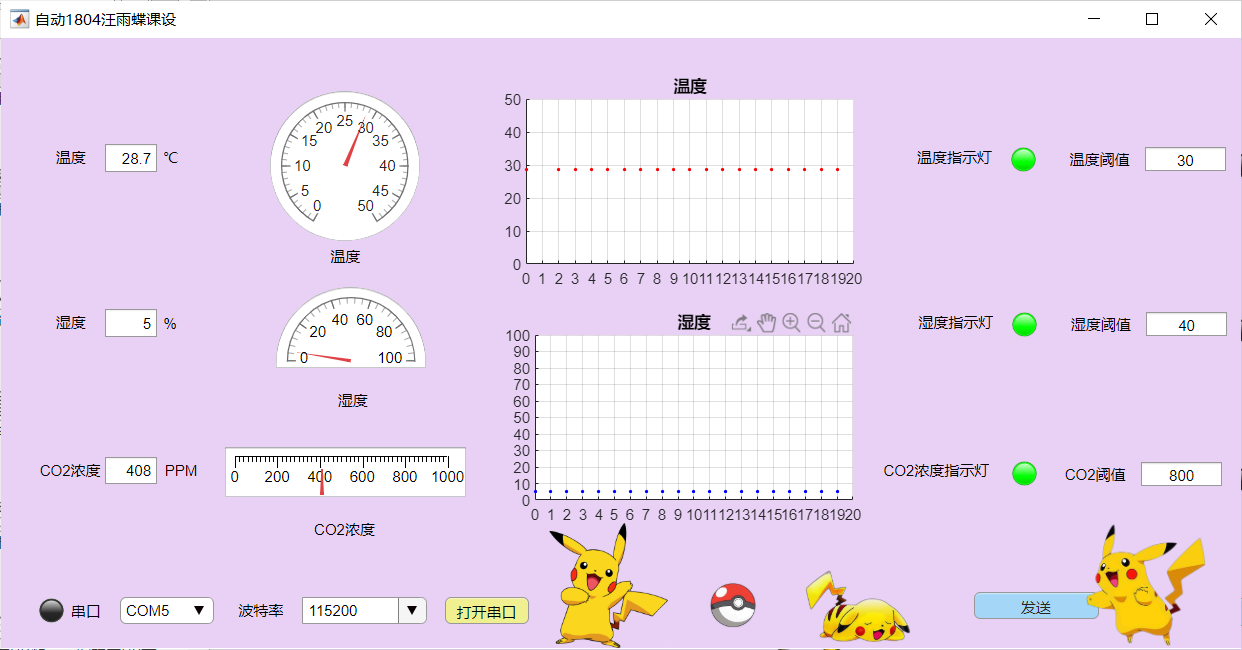 自动1804汪雨蝶课设
温度 28.7 ℃
0 5 10 15 20 25 30 35 40 45 50
温度
温度
50
40
30
20
10
0
0 1 2 3 4 5 6 7 8 9 10 11 12 13 14 15 16 17 18 19 20
温度指示灯 温度阈值 30
湿度 5 %
0 20 40 60 80 100
湿度
湿度
100
90
80
70
60
50
40
30
20
10
0
0 1 2 3 4 5 6 7 8 9 10 11 12 13 14 15 16 17 18 19 20
湿度指示灯 湿度阈值 40
CO2浓度 408 PPM
0 200 400 600 800 1000
CO2浓度
CO2浓度指示灯 CO2阈值 800
串口 COM5 波特率 115200 打开串口 发送